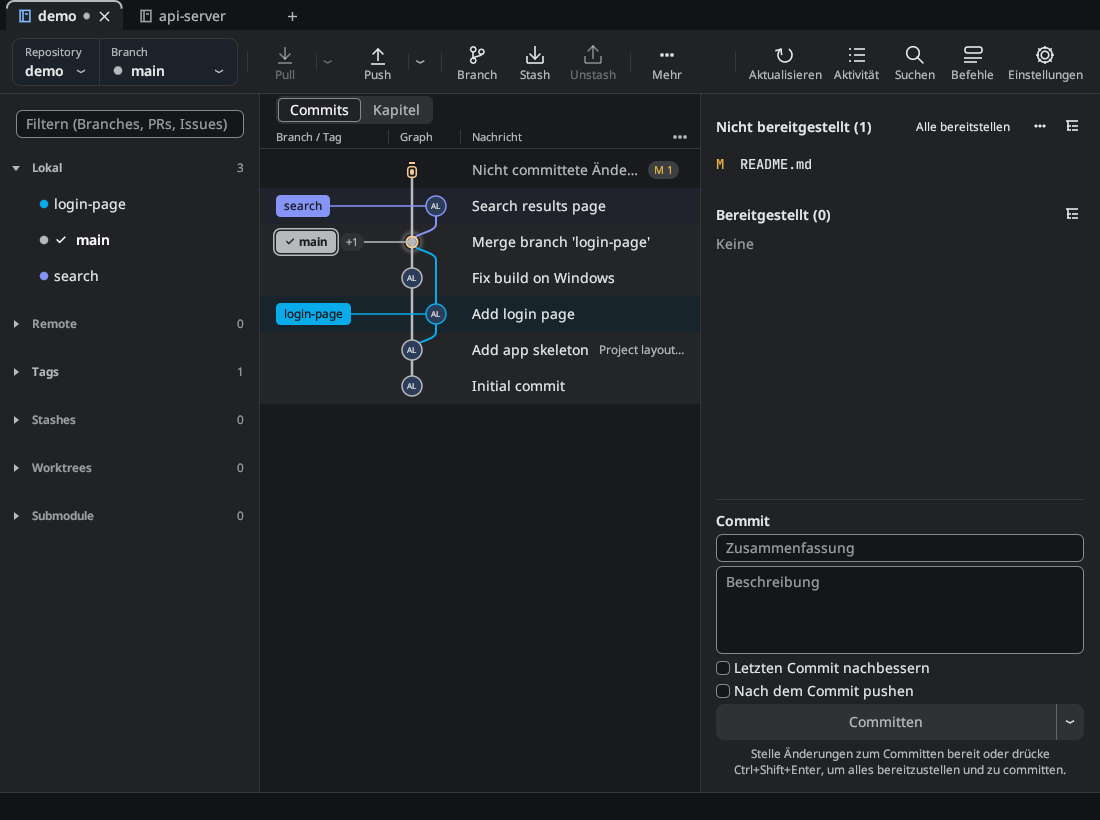 demo
api-server
Repository
demo
Branch
main
Pull
Push
Branch
Stash
Unstash
Mehr
Aktualisieren
Aktivität
Suchen
Befehle
Einstellungen
Filtern (Branches, PRs, Issues)
Lokal 3
login-page
main
search
Remote 0
Tags 1
Stashes 0
Worktrees 0
Submodule 0
Commits Kapitel
Branch / Tag Graph Nachricht
Nicht committete Ände... M 1
search AL Search results page
main +1 Merge branch 'login-page'
AL Fix build on Windows
login-page AL Add login page
AL Add app skeleton Project layout...
AL Initial commit
Nicht bereitgestellt (1) Alle bereitstellen
M README.md
Bereitgestellt (0)
Keine
Commit
Zusammenfassung
Beschreibung
Letzten Commit nachbessern
Nach dem Commit pushen
Committen
Stelle Änderungen zum Committen bereit oder drücke
Ctrl+Shift+Enter, um alles bereitzustellen und zu committen.